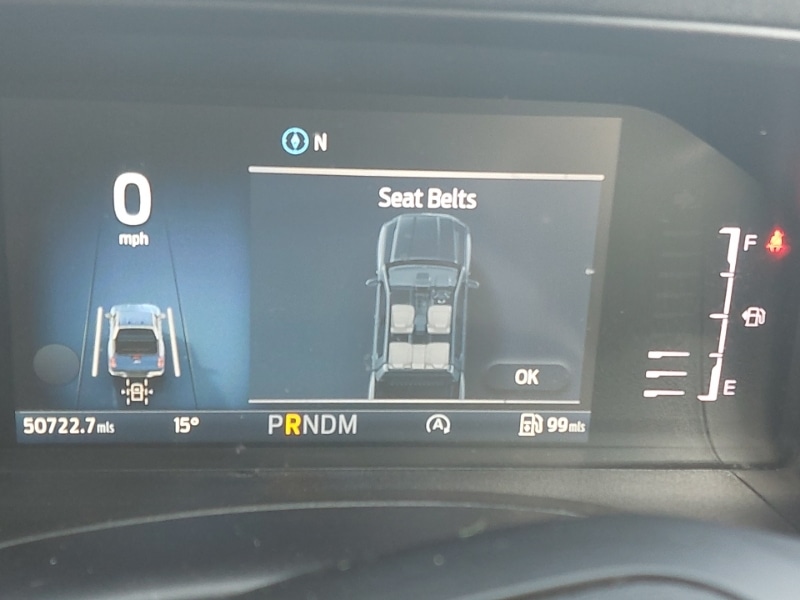 N
Seat Belts
0
mph
F
OK
E
50722.7mls
15°
PRNDM
A
99mls